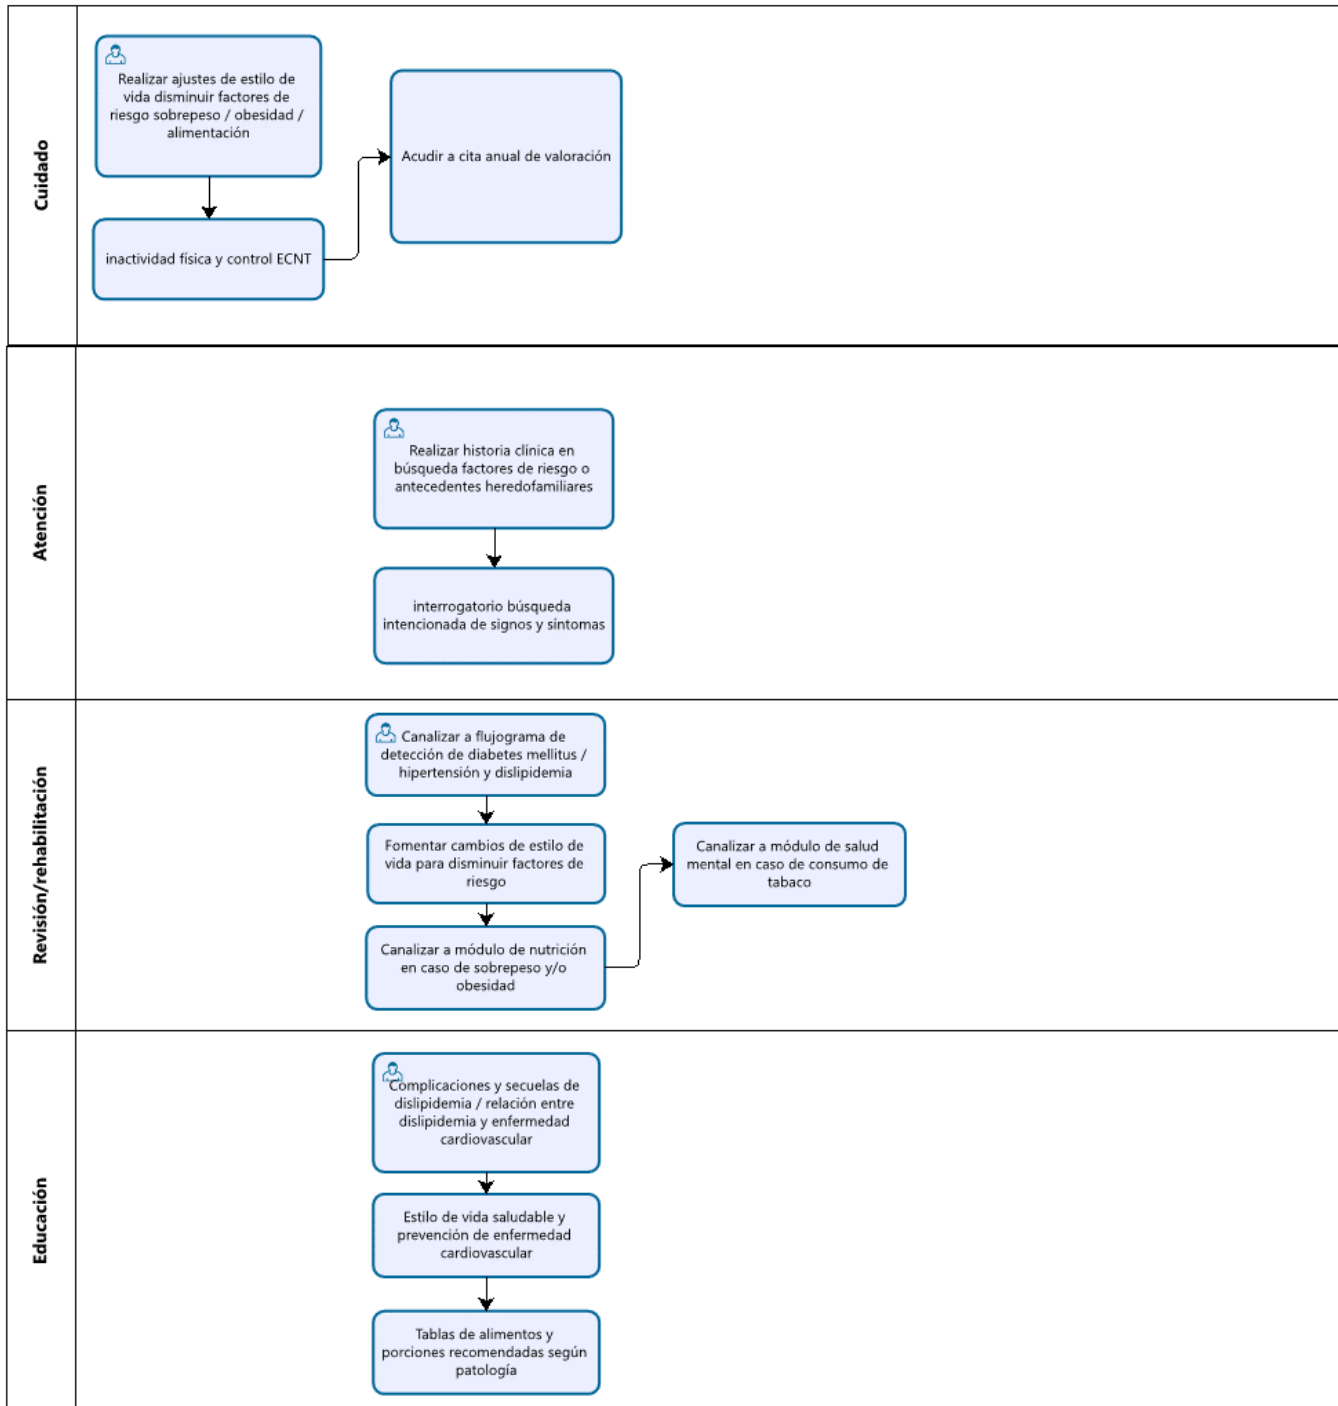 Cuidado
Realizar ajustes de estilo de
vida disminuir factores de
riesgo sobrepeso / obesidad /
alimentación
Acudir a cita anual de valoración
inactividad física y control ECNT
Atención
Realizar historia clínica en
búsqueda factores de riesgo o
antecedentes heredofamiliares
interrogatorio búsqueda
intencionada de signos y síntomas
Revisión/rehabilitación
Canalizar a flujograma de
detección de diabetes mellitus /
hipertensión y dislipidemia
Fomentar cambios de estilo de
vida para disminuir factores de
riesgo
Canalizar a módulo de salud
mental en caso de consumo de
tabaco
Canalizar a módulo de nutrición
en caso de sobrepeso y/o
obesidad
Educación
Complicaciones y secuelas de
dislipidemia / relación entre
dislipidemia y enfermedad
cardiovascular
Estilo de vida saludable y
prevención de enfermedad
cardiovascular
Tablas de alimentos y
porciones recomendadas según
patología